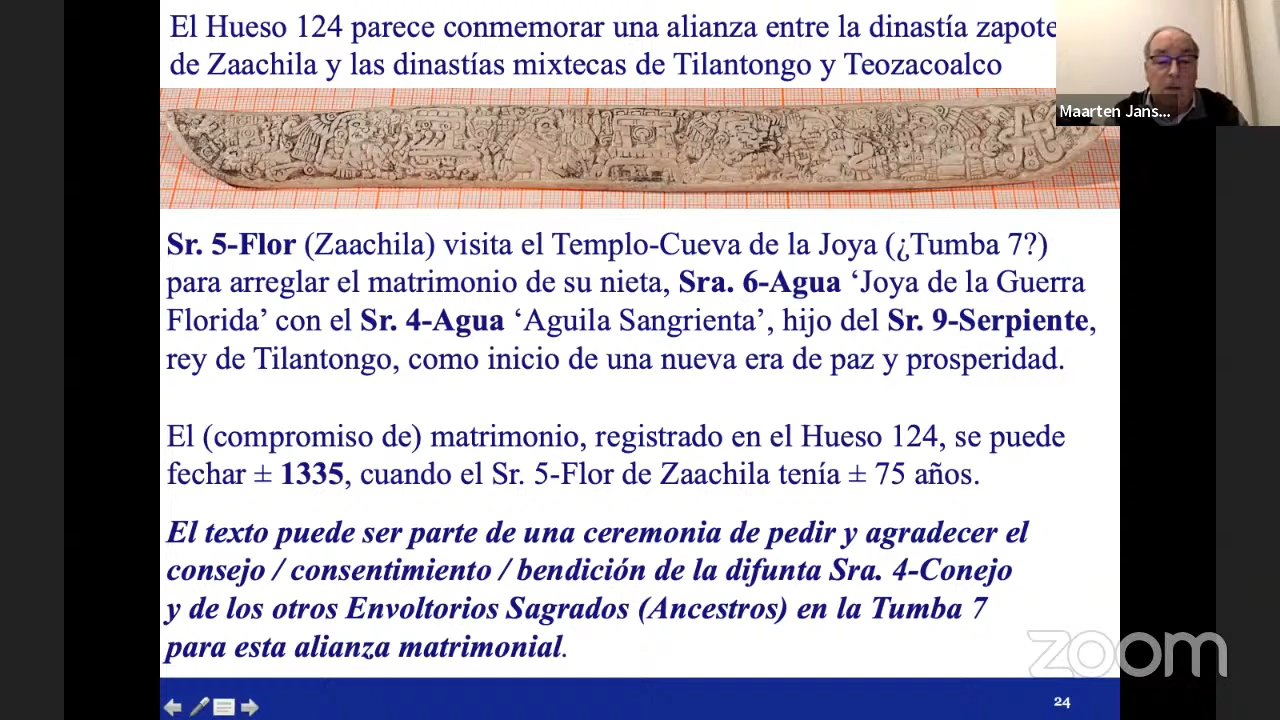 El Hueso 124 parece conmemorar una alianza entre la dinastía zapote
de Zaachila y las dinastías mixtecas de Tilantongo y Teozacoalco
Maarten Jans...
Sr. 5-Flor (Zaachila) visita el Templo-Cueva de la Joya (¿Tumba 7?)
para arreglar el matrimonio de su nieta, Sra. 6-Agua ‘Joya de la Guerra
Florida’ con el Sr. 4-Agua ‘Aguila Sangrienta’, hijo del Sr. 9-Serpiente,
rey de Tilantongo, como inicio de una nueva era de paz y prosperidad.
El (compromiso de) matrimonio, registrado en el Hueso 124, se puede
fechar ± 1335, cuando el Sr. 5-Flor de Zaachila tenía ± 75 años.
El texto puede ser parte de una ceremonia de pedir y agradecer el
consejo / consentimiento / bendición de la difunta Sra. 4-Conejo
y de los otros Envoltorios Sagrados (Ancestros) en la Tumba 7
para esta alianza matrimonial.
zoom
24